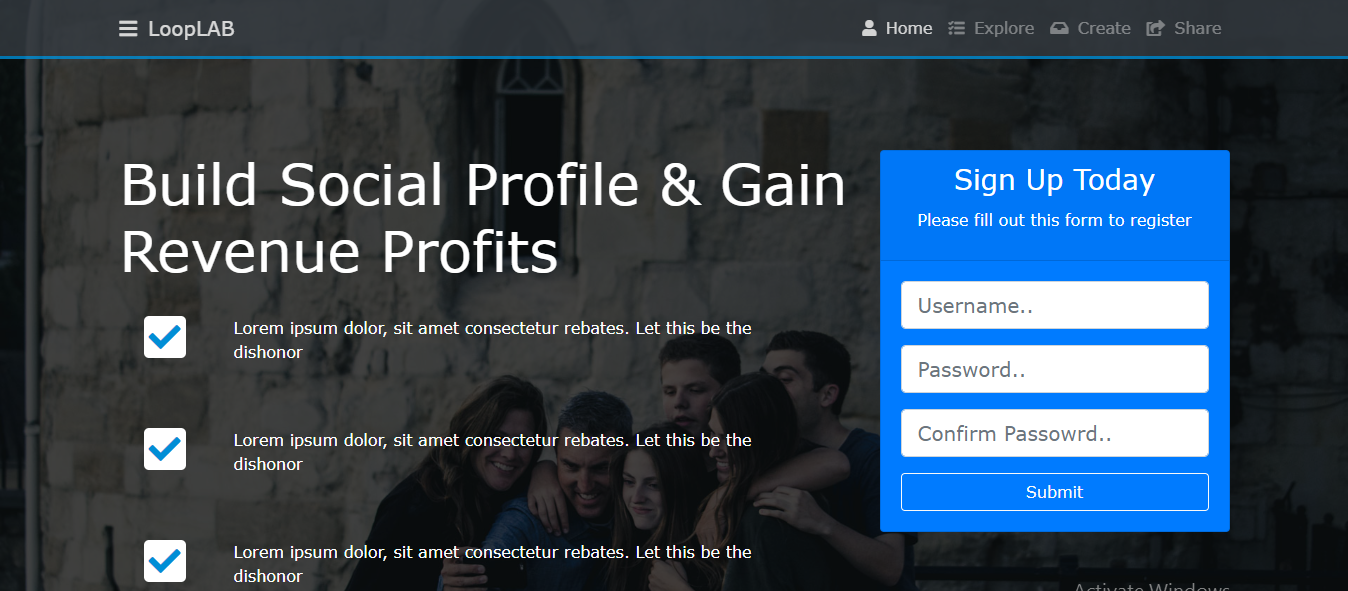 LoopLAB
Home Explore Create Share
Build Social Profile & Gain
Revenue Profits
Lorem ipsum dolor, sit amet consectetur rebates. Let this be the
dishonor
Lorem ipsum dolor, sit amet consectetur rebates. Let this be the
dishonor
Lorem ipsum dolor, sit amet consectetur rebates. Let this be the
dishonor
Sign Up Today
Please fill out this form to register
Username..
Password..
Confirm Passowrd..
Submit
Activate Windows